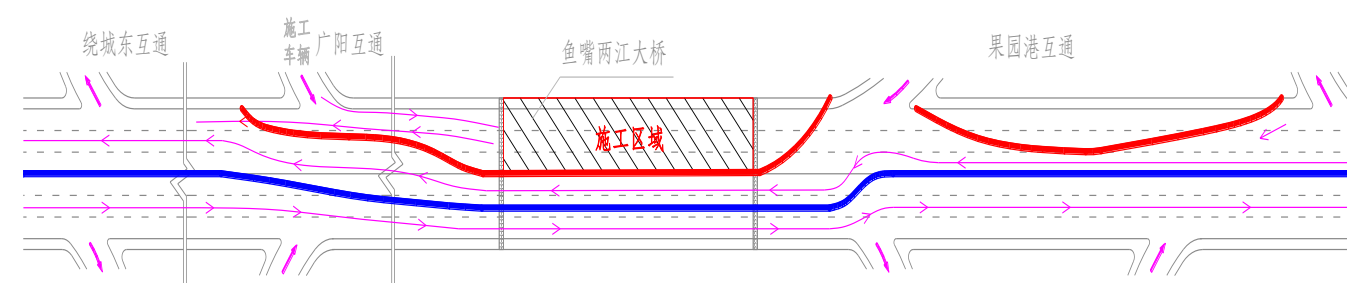 绕城东互通
施工
车辆
广阳互通
鱼嘴两江大桥
果园港互通
施工区域